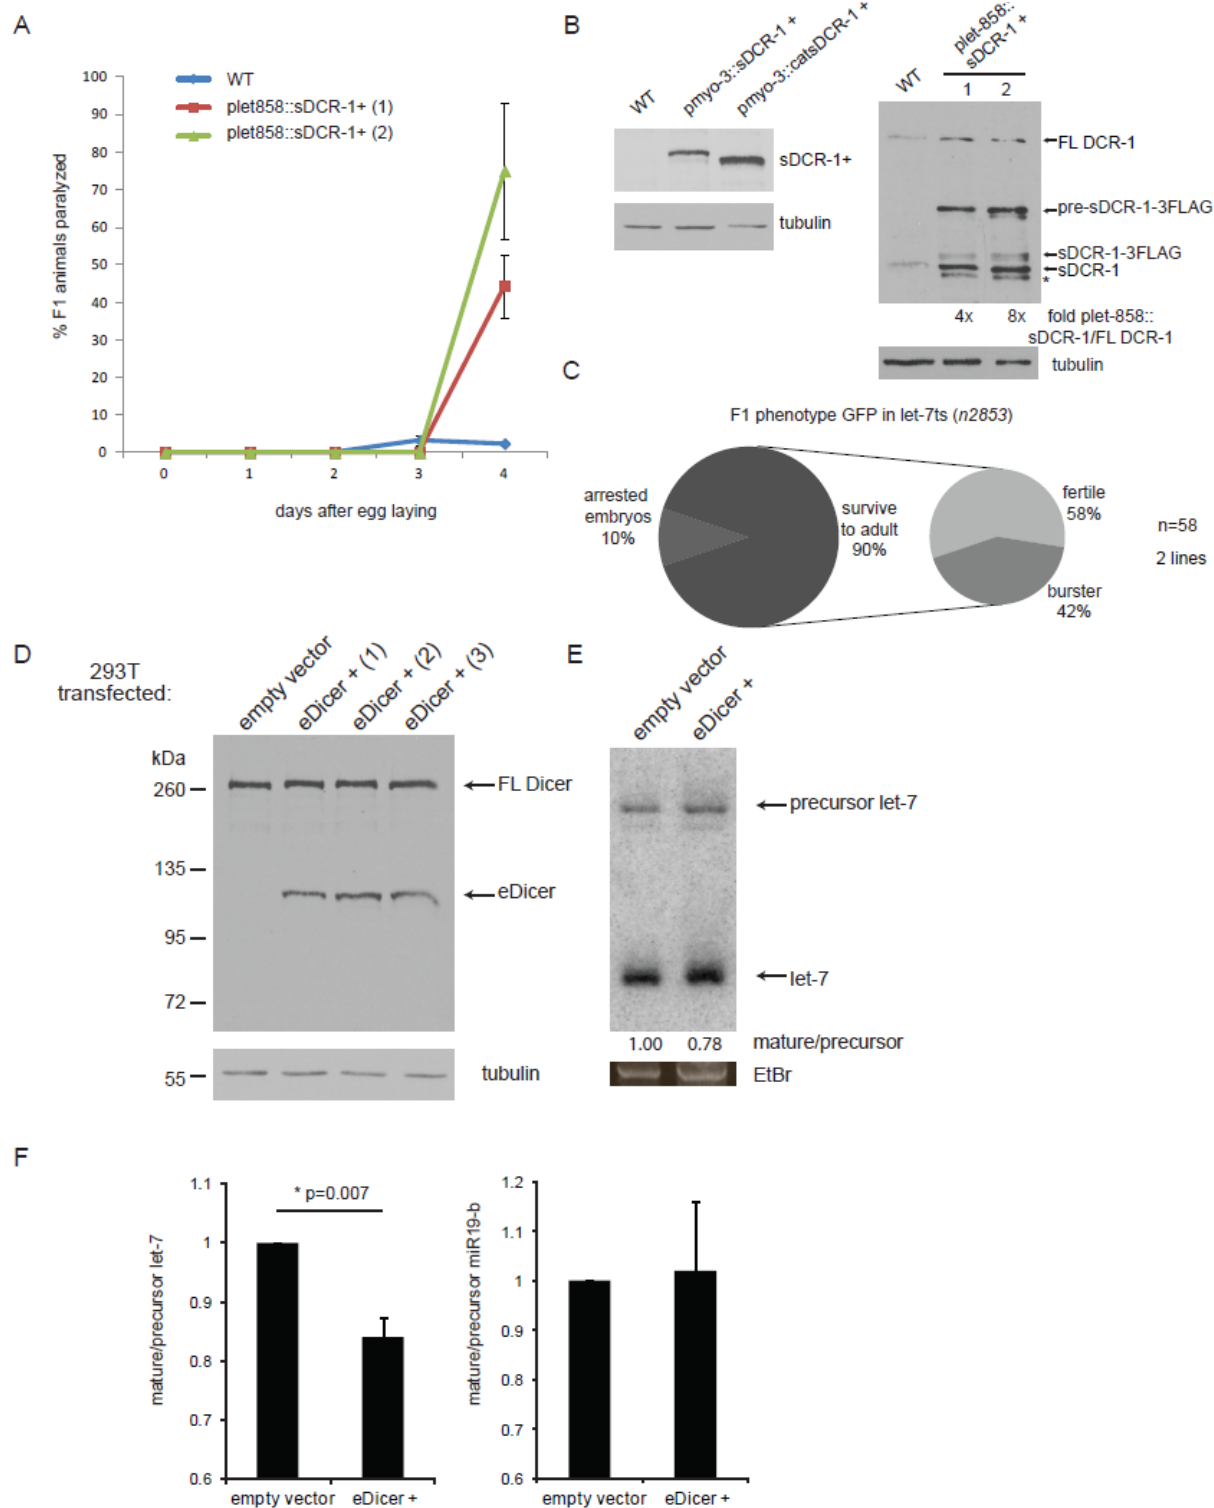 A
% F1 animals paralyzed
100
90
80
70
60
50
40
30
20
10
0
0
1
2
3
4
days after egg laying
WT
plet858::sDCR-1+ (1)
plet858::sDCR-1+ (2)
B
WT
pmyo-3::sDCR-1 +
pmyo-3::catsDCR-1 +
sDCR-1+
tubulin
WT
plet-858::
sDCR-1 +
1
2
FL DCR-1
pre-sDCR-1-3FLAG
sDCR-1-3FLAG
sDCR-1
*
4x
8x
fold plet-858::
sDCR-1/FL DCR-1
tubulin
C
F1 phenotype GFP in let-7ts (n2853)
arrested
embryos
10%
survive
to adult
90%
fertile
58%
burster
42%
n=58
2 lines
D
293T
transfected:
empty vector
eDicer + (1)
eDicer + (2)
eDicer + (3)
kDa
260
135
95
72
55
FL Dicer
eDicer
tubulin
E
empty vector
eDicer +
precursor let-7
let-7
1.00
0.78
mature/precursor
EtBr
F
mature/precursor let-7
1.1
1
0.9
0.8
0.7
0.6
* p=0.007
empty vector
eDicer +
mature/precursor miR19-b
1.2
1.1
1
0.9
0.8
0.7
0.6
empty vector
eDicer +